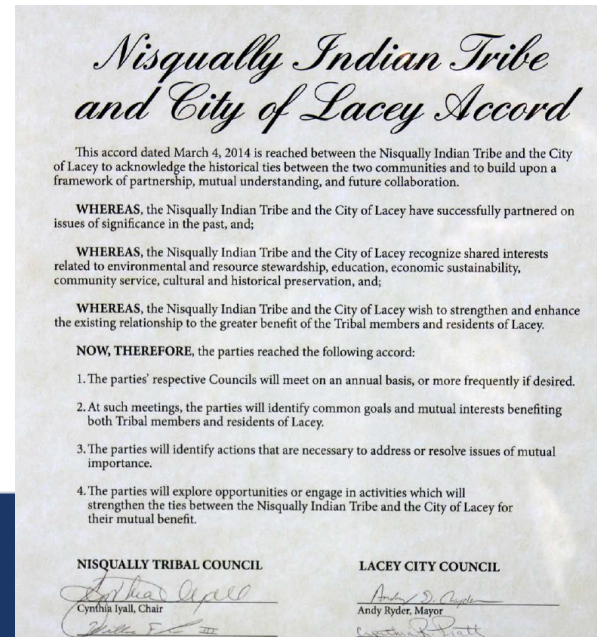 Nisqually Indian Tribe
and City of Lacey Accord
This accord dated March 4, 2014 is reached between the Nisqually Indian Tribe and the City
of Lacey to acknowledge the historical ties between the two communities and to build upon a
framework of partnership, mutual understanding, and future collaboration.
WHEREAS, the Nisqually Indian Tribe and the City of Lacey have successfully partnered on
issues of significance in the past, and;
WHEREAS, the Nisqually Indian Tribe and the City of Lacey recognize shared interests
related to environmental and resource stewardship, education, economic sustainability,
community service, cultural and historical preservation, and;
WHEREAS, the Nisqually Indian Tribe and the City of Lacey wish to strengthen and enhance
the existing relationship to the greater benefit of the Tribal members and residents of Lacey.
NOW, THEREFORE, the parties reached the following accord:
1. The parties' respective Councils will meet on an annual basis, or more frequently if desired.
2. At such meetings, the parties will identify common goals and mutual interests benefiting
both Tribal members and residents of Lacey.
3. The parties will identify actions that are necessary to address or resolve issues of mutual
importance.
4. The parties will explore opportunities or engage in activities which will
strengthen the ties between the Nisqually Indian Tribe and the City of Lacey for
their mutual benefit.
NISQUALLY TRIBAL COUNCIL LACEY CITY COUNCIL
Cynthia Iyall Andy D. Ryder
Cynthia Iyall, Chair Andy Ryder, Mayor
III Cynthia R Pratt